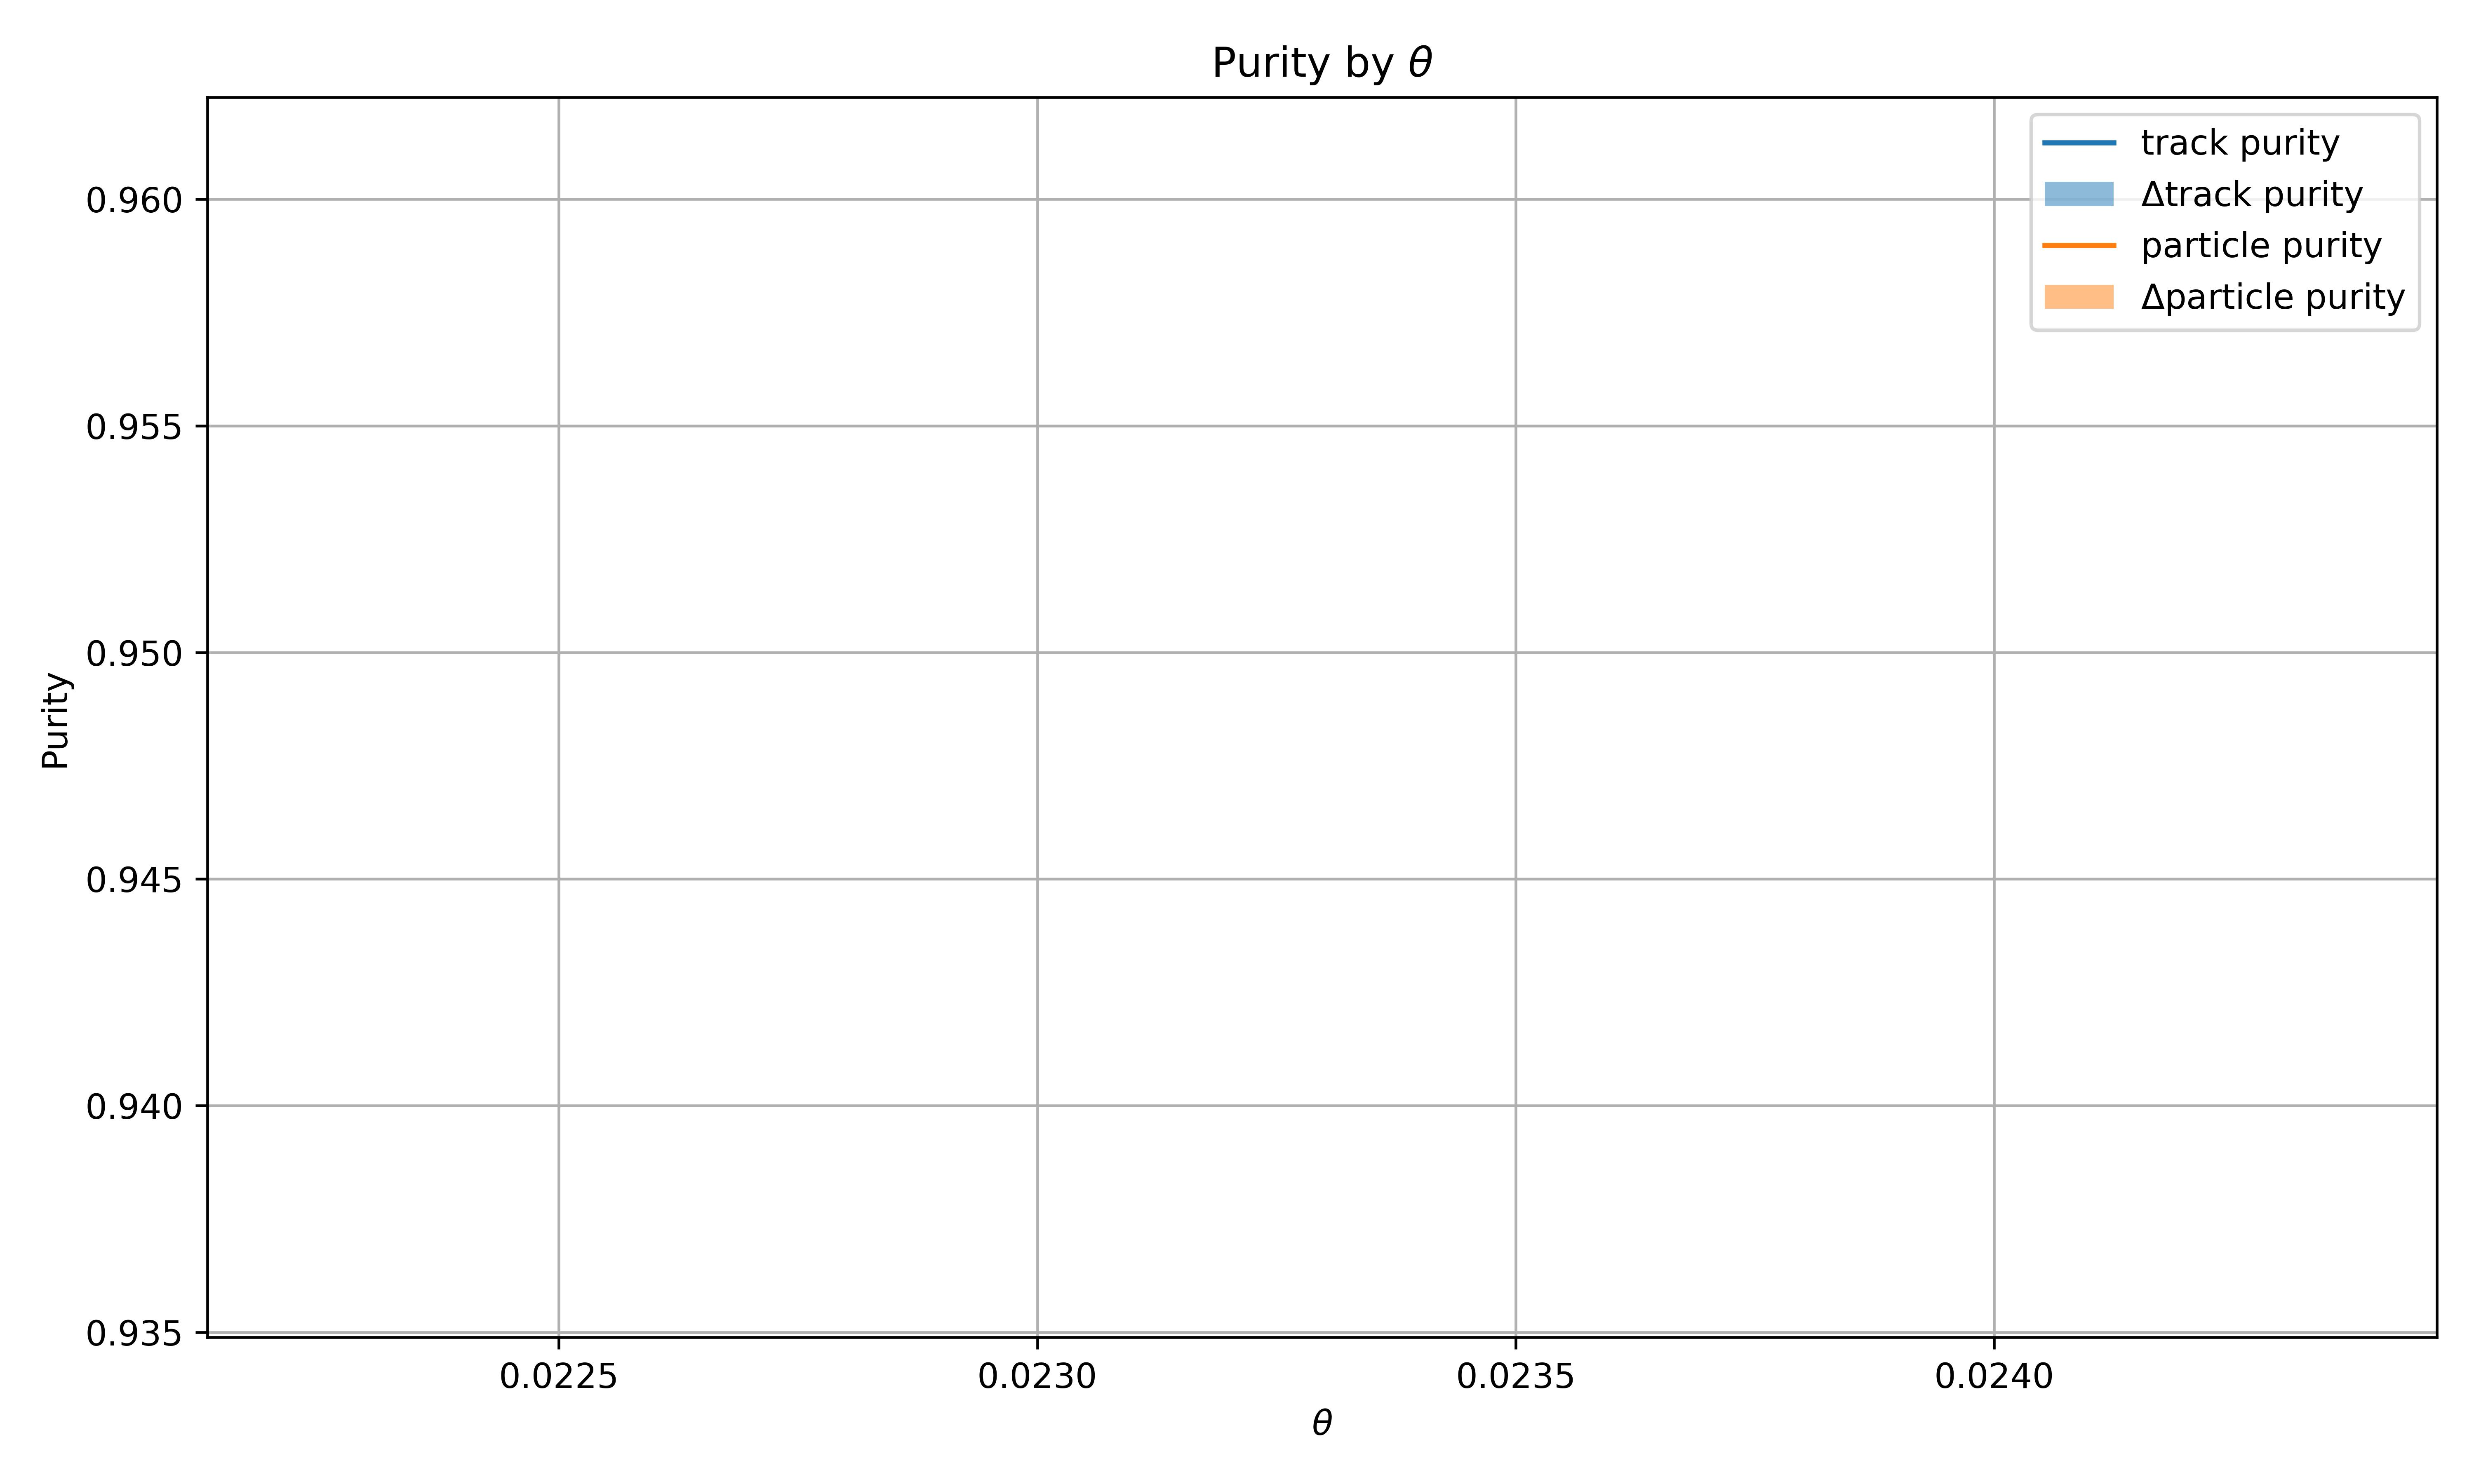 Purity by θ
track purity
Δtrack purity
particle purity
Δparticle purity
0.960
0.955
0.950
0.945
0.940
0.935
Purity
0.0225 0.0230 0.0235 0.0240
θ